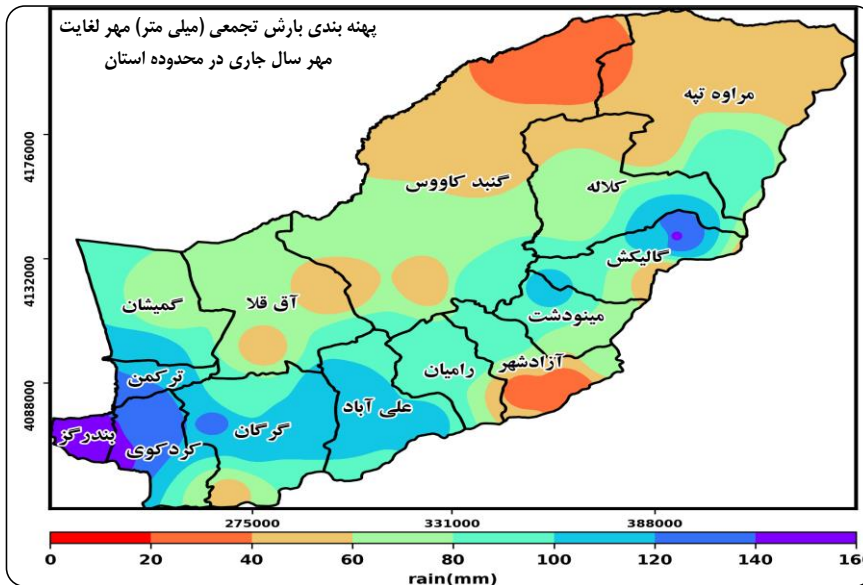 پهنه بندی بارش تجمعی (میلی متر) مهر لغایت
مهر سال جاری در محدوده استان
مراوه تپه
گنبد کاووس
کلاله
گالیکش
گمیشان
آق قلا
مینودشت
ترکمن
رامیان
آزادشهر
علی آباد
گرگان
بندرگز
کردکوی
4176000
4132000
4088000
275000 331000 388000
0 20 40 60 80 100 120 140 160
rain(mm)